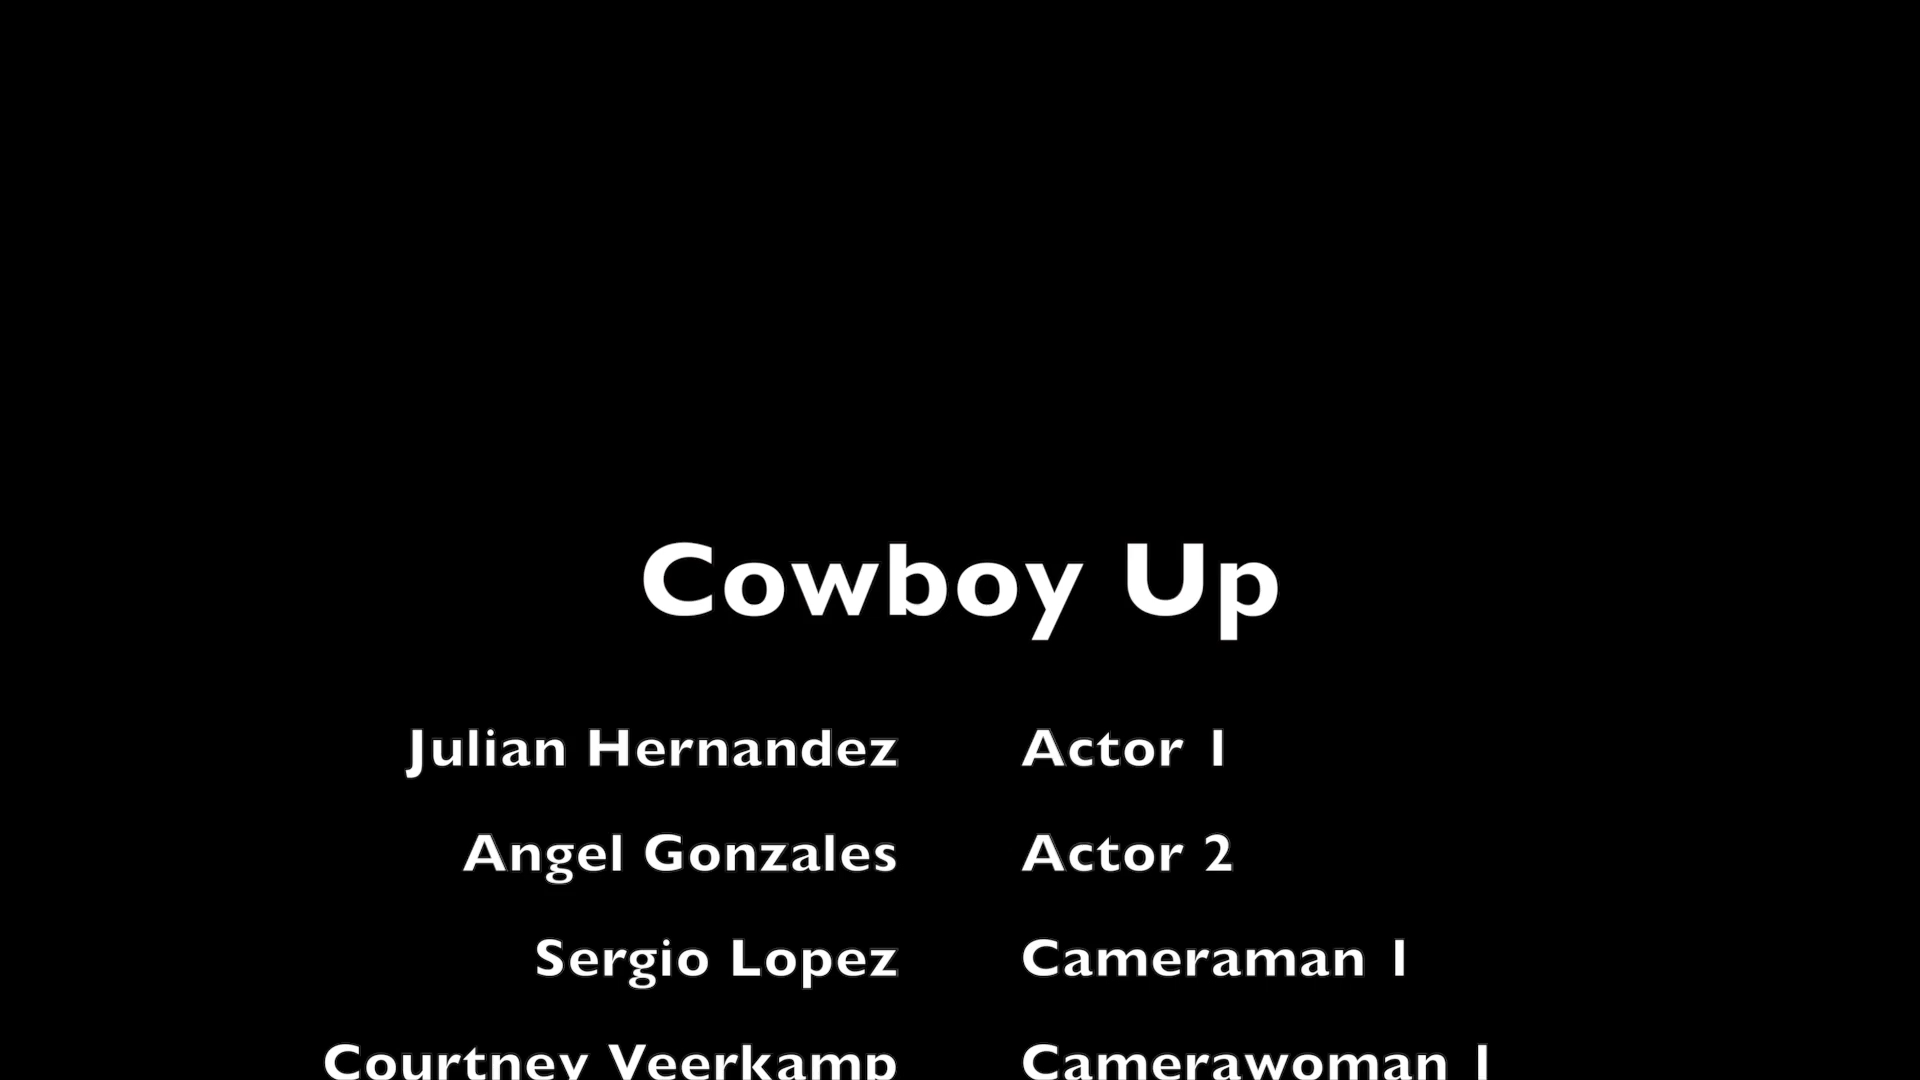 Cowboy Up
Julian Hernandez Actor 1
Angel Gonzales Actor 2
Sergio Lopez Cameraman 1
Courtney Veerkamp Camerawoman 1